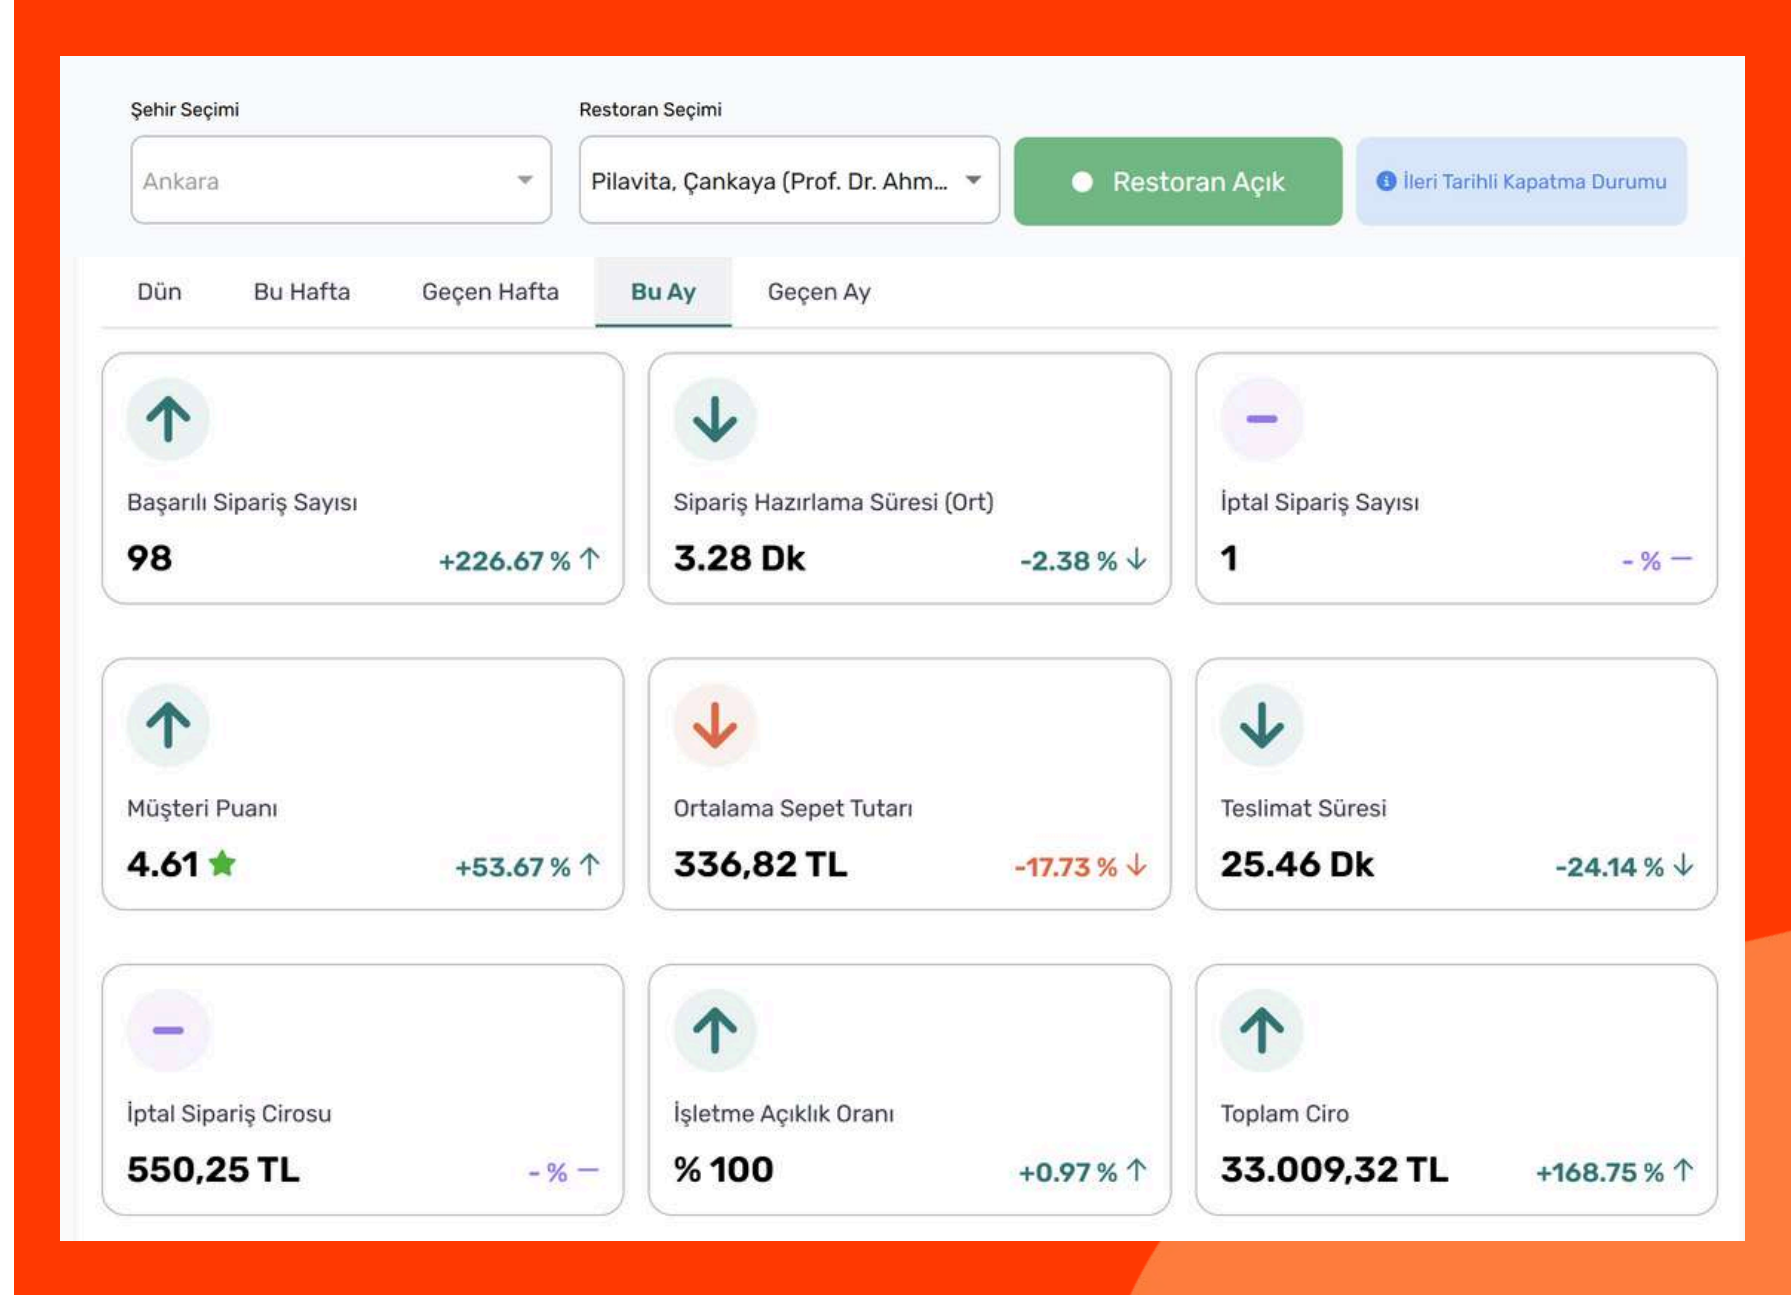 Şehir Seçimi
Restoran Seçimi
Ankara
Pilavita, Çankaya (Prof. Dr. Ahm...
Restoran Açık
İleri Tarihli Kapatma Durumu
Dün
Bu Hafta
Geçen Hafta
Bu Ay
Geçen Ay
Başarılı Sipariş Sayısı
98
+226.67 %
Sipariş Hazırlama Süresi (Ort)
3.28 Dk
-2.38 %
İptal Sipariş Sayısı
1
- % —
Müşteri Puanı
4.61
+53.67 %
Ortalama Sepet Tutarı
336,82 TL
-17.73 %
Teslimat Süresi
25.46 Dk
-24.14 %
İptal Sipariş Cirosu
550,25 TL
- % —
İşletme Açıklık Oranı
% 100
+0.97 %
Toplam Ciro
33.009,32 TL
+168.75 %